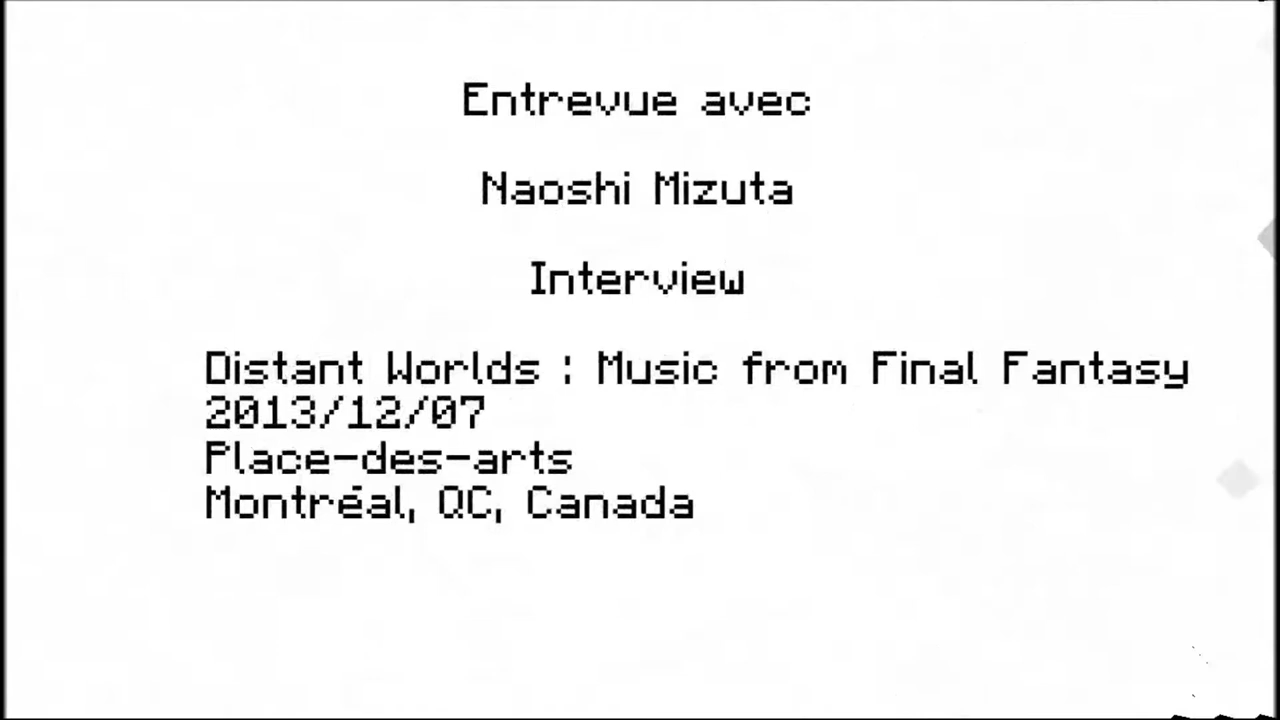 Entrevue avec
Naoshi Mizuta
Interview
Distant Worlds : Music from Final Fantasy
2013/12/07
Place-des-arts
Montréal, QC, Canada